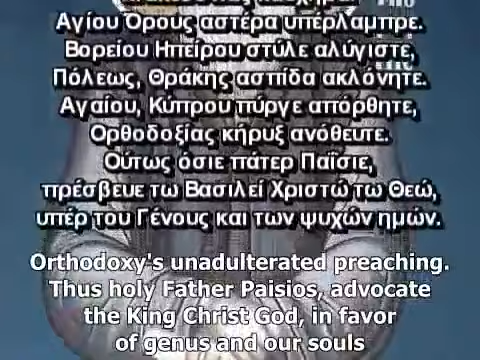 Αγίου Όρους αστέρα υπέρλαμπρε.
Βορείου Ηπείρου στύλε αλύγιστε,
Πόλεως, Θράκης ασπίδα ακλόνητε.
Αγαίου, Κύπρου πύργε απόρθητε,
Ορθοδοξίας κήρυξ ανόθευτε.
Ούτως όσιε πάτερ Παΐσιε,
πρέσβευε τω Βασιλεί Χριστώ τω Θεώ,
υπέρ του Γένους και των ψυχών ημών.
Orthodoxy's unadulterated preaching.
Thus holy Father Paisios, advocate
the King Christ God, in favor
of genus and our souls